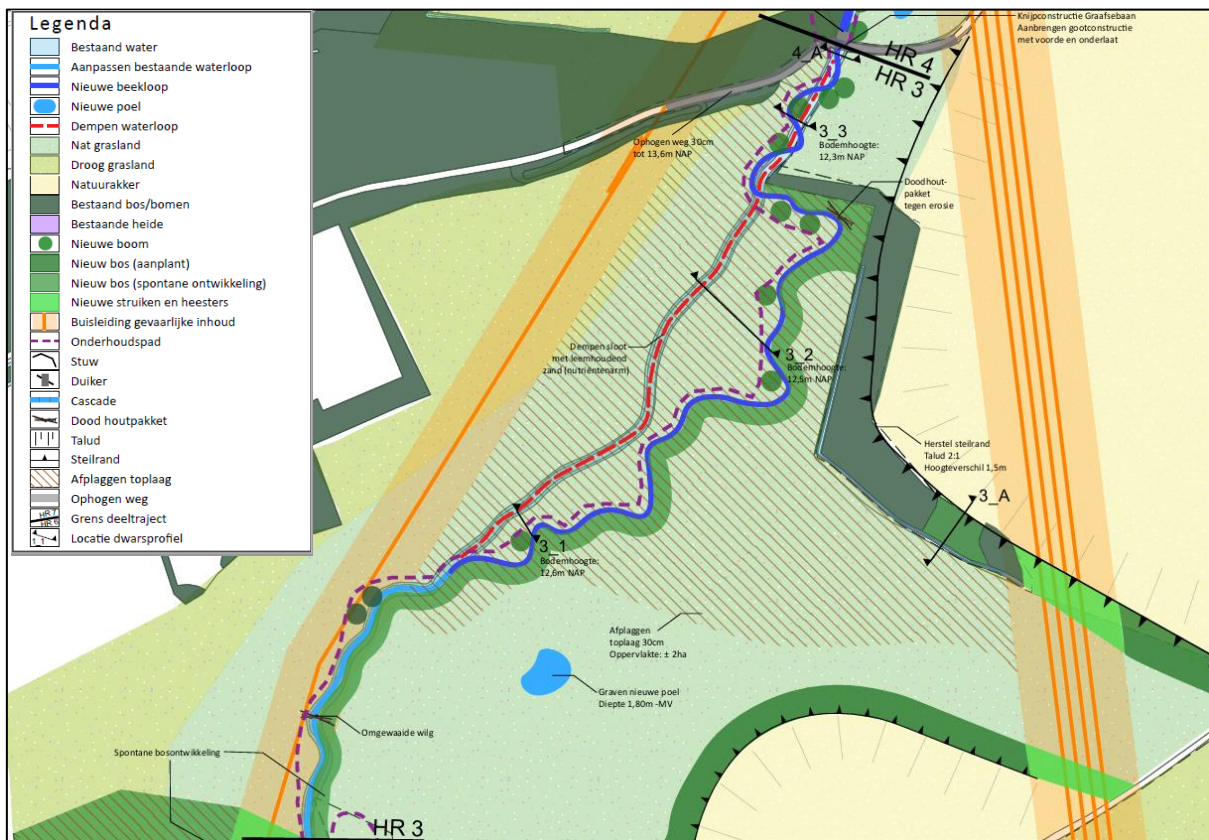 Legenda
Bestaand water
Aanpassen bestaande waterloop
Nieuwe beekloop
Nieuwe poel
Dempen waterloop
Nat grasland
Droog grasland
Natuurakker
Bestaand bos/bomen
Bestaande heide
Nieuwe boom
Nieuw bos (aanplant)
Nieuw bos (spontane ontwikkeling)
Nieuwe struiken en heesters
Buisleiding gevaarlijke inhoud
Onderhoudspad
Stuw
Duiker
Cascade
Dood houtpakket
Talud
Steilrand
Afplaggen toplaag
Ophogen weg
HR 7
HR 6
Grens deeltraject
1_1
Locatie dwarsprofiel
Knijpconstructie Graafsebaan
Aanbrengen gootconstructie
met voorde en onderlaat
HR 4
HR 3
4_A
Ophogen weg 30cm
tot 13,6m NAP
3_3
Bodemhoogte:
12,3m NAP
Doodhout-
pakket
tegen erosie
Dempen sloot
met leemhoudend
zand (nutriëntenarm)
3_2
Bodemhoogte:
12,5m NAP
Herstel steilrand
Talud 2:1
Hoogteverschil 1,5m
3_A
3_1
Bodemhoogte:
12,6m NAP
Afplaggen
toplaag 30cm
Oppervlakte: ± 2ha
Graven nieuwe poel
Diepte 1,80m -MV
Omgewaaide wilg
Spontane bosontwikkeling
HR 3